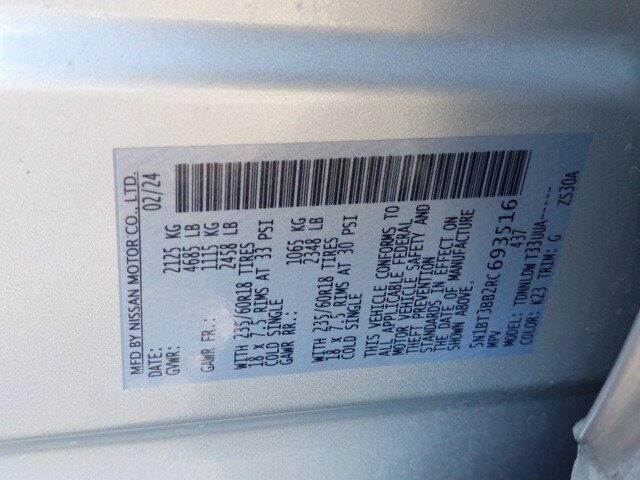 MFD BY NISSAN MOTOR CO., LTD.
DATE: 02/24
GVWR: 2125 KG
4685 LB
GAWR FR.: 1115 KG
2458 LB
WITH 235/60R18 TIRES
18 X 7.5 RIMS AT 33 PSI
COLD SINGLE
GAWR RR.: 1065 KG
2348 LB
WITH 235/60R18 TIRES
18 X 7.5 RIMS AT 30 PSI
COLD SINGLE
THIS VEHICLE CONFORMS TO
ALL APPLICABLE FEDERAL
MOTOR VEHICLE SAFETY AND
THEFT PREVENTION
STANDARDS IN EFFECT ON
THE DATE OF MANUFACTURE
SHOWN ABOVE.
5N1BT3BB2RC693516
MPV 437
MODEL: TDNNLDW T33UUA------
COLOR: K23 TRIM: G ZS30A